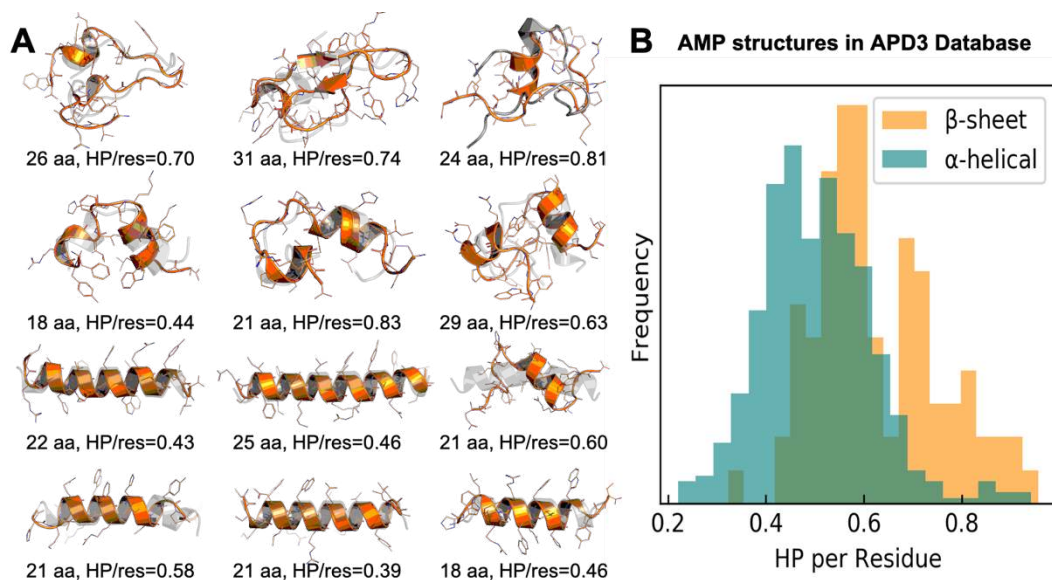 A
26 aa, HP/res=0.70
31 aa, HP/res=0.74
24 aa, HP/res=0.81
18 aa, HP/res=0.44
21 aa, HP/res=0.83
29 aa, HP/res=0.63
22 aa, HP/res=0.43
25 aa, HP/res=0.46
21 aa, HP/res=0.60
21 aa, HP/res=0.58
21 aa, HP/res=0.39
18 aa, HP/res=0.46
B AMP structures in APD3 Database
β-sheet
α-helical
Frequency
0.2 0.4 0.6 0.8
HP per Residue